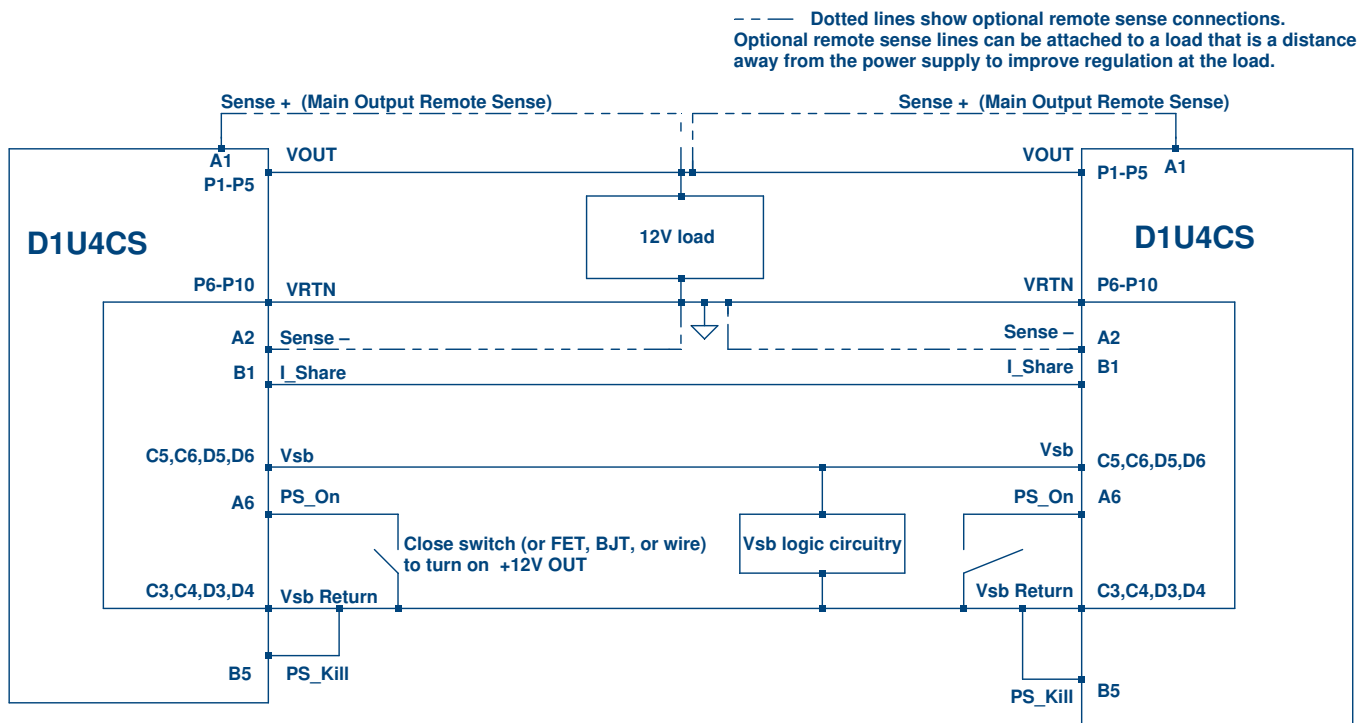 Dotted lines show optional remote sense connections.
Optional remote sense lines can be attached to a load that is a distance
away from the power supply to improve regulation at the load.
Sense + (Main Output Remote Sense)
Sense + (Main Output Remote Sense)
A1
VOUT
VOUT
A1
P1-P5
P1-P5
D1U4CS
12V load
D1U4CS
P6-P10
VRTN
VRTN
P6-P10
A2
Sense –
Sense –
A2
B1
I_Share
I_Share
B1
C5,C6,D5,D6
Vsb
Vsb
C5,C6,D5,D6
A6
PS_On
PS_On
A6
Close switch (or FET, BJT, or wire)
to turn on +12V OUT
Vsb logic circuitry
C3,C4,D3,D4
Vsb Return
Vsb Return
C3,C4,D3,D4
B5
PS_Kill
PS_Kill
B5